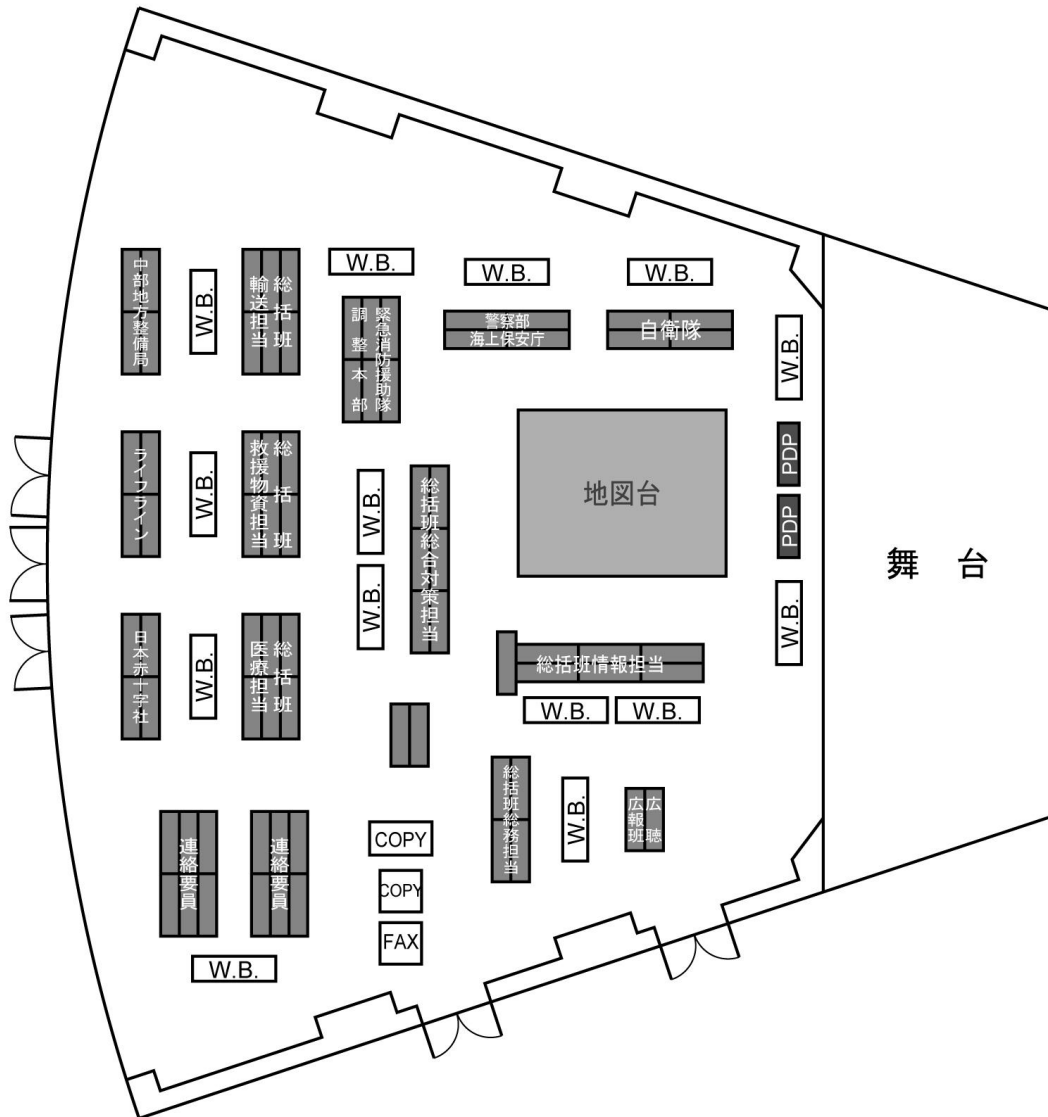 W.B.
W.B.
W.B.
中部地方整備局
W.B.
総括班
輸送担当
緊急消防援助隊
調整本部
警察部
海上保安庁
自衛隊
W.B.
地図台
PDP
PDP
W.B.
舞台
ライフライン
W.B.
総括班
救援物資担当
W.B.
W.B.
総括班総合対策担当
日本赤十字社
W.B.
総括班
医療担当
総括班情報担当
W.B.
W.B.
総括班総務担当
W.B.
広聴
広報班
連絡要員
連絡要員
COPY
COPY
FAX
W.B.